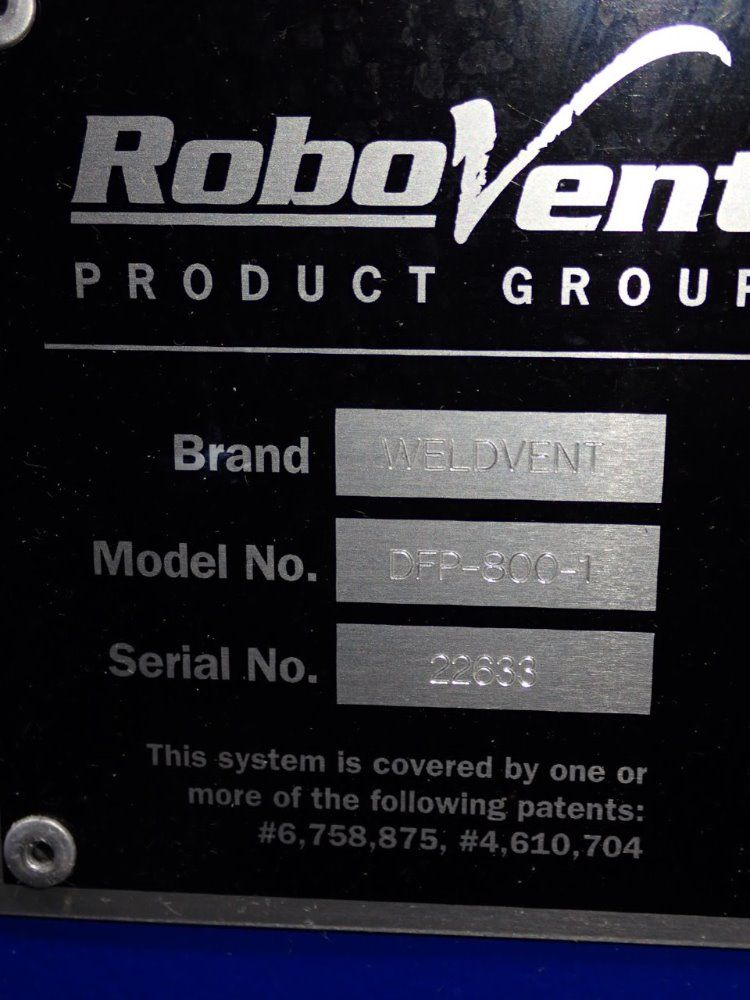 RoboVent
PRODUCT GROUP
Brand WELDVENT
Model No. DFP-800-1
Serial No. 22633
This system is covered by one or
more of the following patents:
#6,758,875, #4,610,704